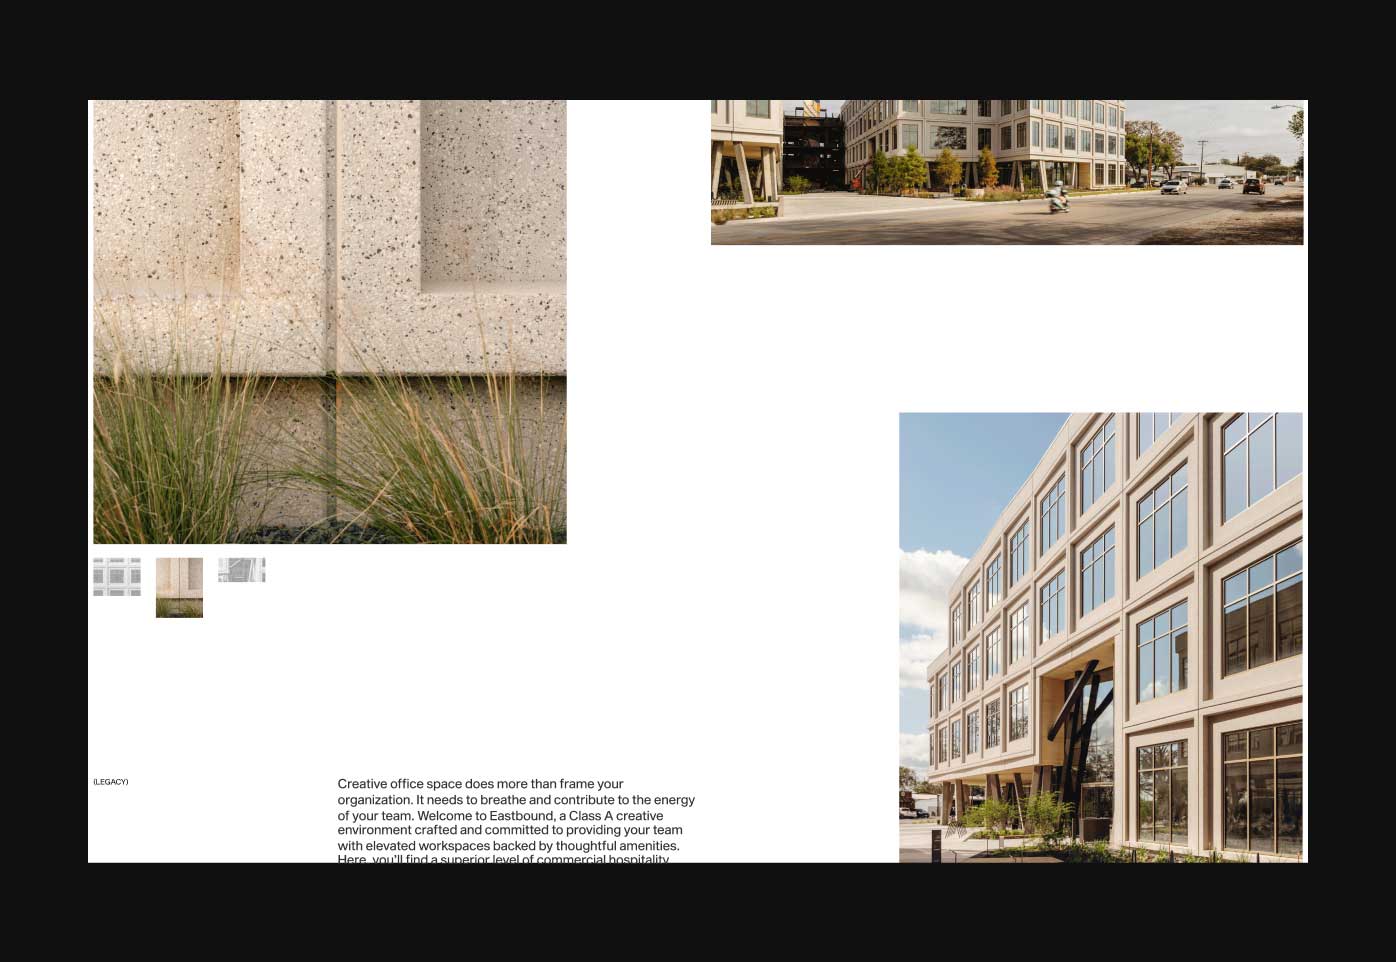 (LEGACY)
Creative office space does more than frame your
organization. It needs to breathe and contribute to the energy
of your team. Welcome to Eastbound, a Class A creative
environment crafted and committed to providing your team
with elevated workspaces backed by thoughtful amenities.
Here, you'll find a superior level of commercial hospitality